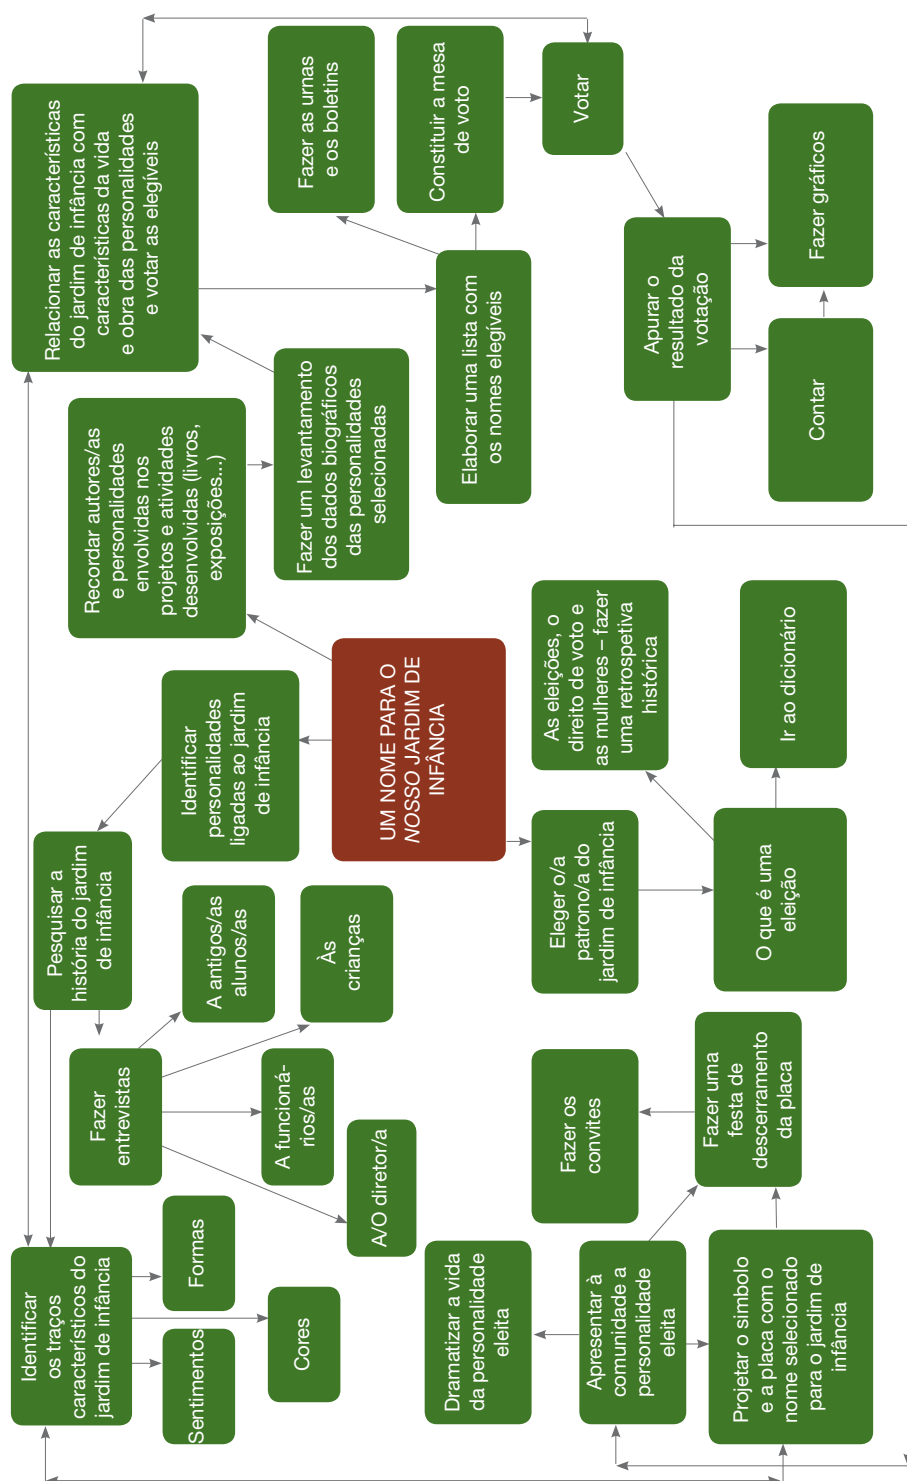 Identificar
os traços
característicos do
jardim de infância
Sentimentos
Formas
Cores
Fazer
entrevistas
A antigos/as
alunos/as
A funcioná-
rios/as
Às
crianças
A/O diretor/a
Pesquisar a
história do jardim
de infância
Identificar
personalidades
ligadas ao jardim
de infância
Recordar autores/as
e personalidades
envolvidas nos
projetos e atividades
desenvolvidas (livros,
exposições...)
Fazer um levantamento
dos dados biográficos
das personalidades
selecionadas
Relacionar as características
do jardim de infância com
características da vida
e obra das personalidades
e votar as elegíveis
Fazer as urnas
e os boletins
Constituir a mesa
de voto
Elaborar uma lista com
os nomes elegíveis
Votar
UM NOME PARA O
NOSSO JARDIM DE
INFÂNCIA
Dramatizar a vida
da personalidade
eleita
Fazer os
convites
Apresentar à
comunidade a
personalidade
eleita
Fazer uma
festa de
descerramento
da placa
Projetar o simbolo
e a placa com o
nome selecionado
para o jardim de
infância
Eleger o/a
patrono/a do
jardim de infância
As eleições, o
direito de voto e
as mulheres – fazer
uma retrospetiva
histórica
O que é uma
eleição
Ir ao dicionário
Apurar o
resultado da
votação
Contar
Fazer gráficos